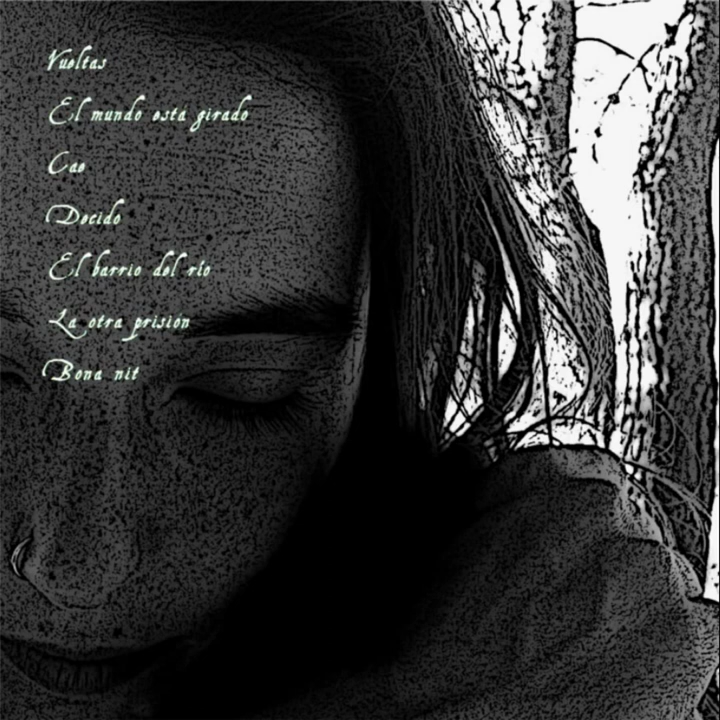 Vueltas
El mundo está girado
Cae
Decido
El barrio del río
La otra prisión
Bona nit